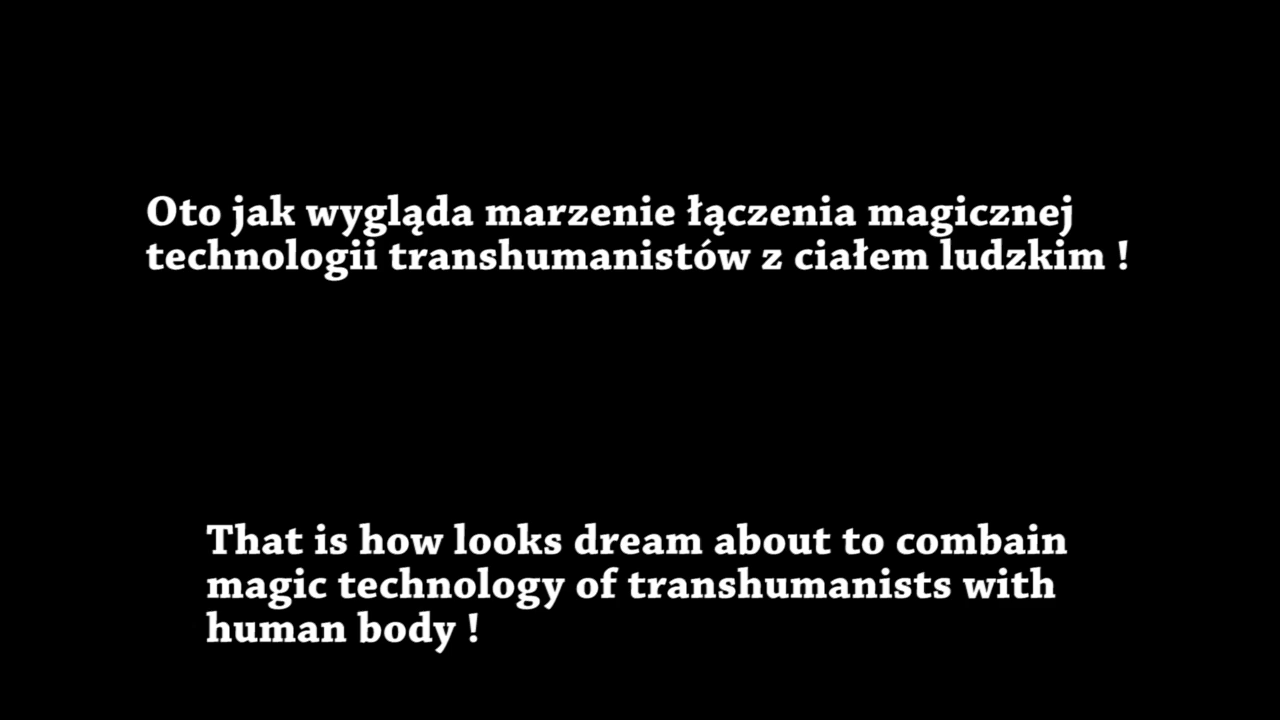 Oto jak wygląda marzenie łączenia magicznej
technologii transhumanistów z ciałem ludzkim !
That is how looks dream about to combain
magic technology of transhumanists with
human body !